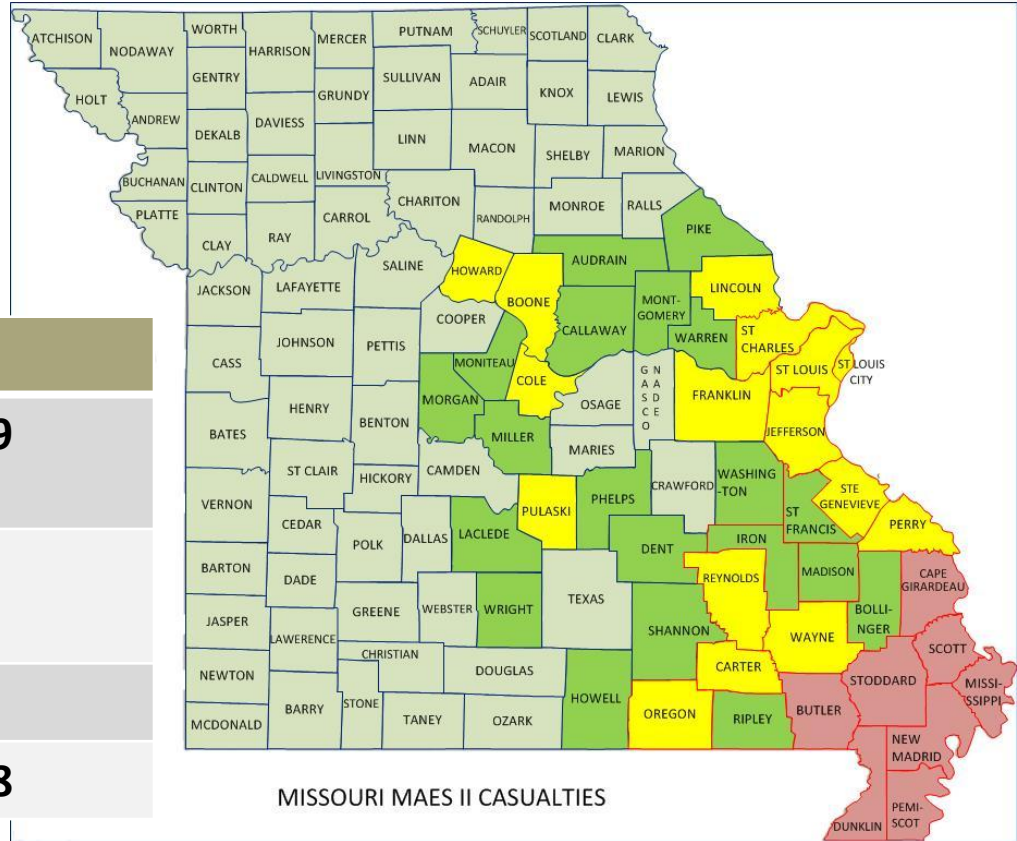 ATCHISON
NODAWAY
WORTH
HARRISON
MERCER
PUTNAM
SCHUYLER
SCOTLAND
CLARK
GENTRY
SULLIVAN
ADAIR
KNOX
LEWIS
HOLT
ANDREW
DEKALB
DAVIESS
GRUNDY
LINN
MACON
SHELBY
MARION
BUCHANAN
CLINTON
CALDWELL
LIVINGSTON
CHARITON
RANDOLPH
MONROE
RALLS
PIKE
PLATTE
CLAY
RAY
CARROL
SALINE
HOWARD
BOONE
AUDRAIN
LINCOLN
JACKSON
LAFAYETTE
COOPER
CALLAWAY
MONT-
GOMERY
WARREN
ST
CHARLES
ST LOUIS
ST LOUIS
CITY
CASS
JOHNSON
PETTIS
MONITEAU
COLE
OSAGE
G
A
S
C
O
N
A
D
E
FRANKLIN
JEFFERSON
MORGAN
MILLER
MARIES
BATES
HENRY
BENTON
9
ST CLAIR
HICKORY
CAMDEN
PULASKI
PHELPS
CRAWFORD
WASHING
-TON
ST
FRANCIS
STE
GENEVIEVE
PERRY
VERNON
CEDAR
POLK
DALLAS
LACLEDE
DENT
IRON
REYNOLDS
MADISON
BOLLI-
NGER
CAPE
GIRARDEAU
BARTON
DADE
GREENE
WEBSTER
WRIGHT
TEXAS
SHANNON
WAYNE
SCOTT
JASPER
LAWERENCE
CHRISTIAN
DOUGLAS
CARTER
STODDARD
MISSI-
SSIPPI
NEWTON
BARRY
STONE
TANEY
OZARK
HOWELL
OREGON
RIPLEY
BUTLER
MCDONALD
NEW
MADRID
8
DUNKLIN
PEMI-
SCOT
MISSOURI MAES II CASUALTIES